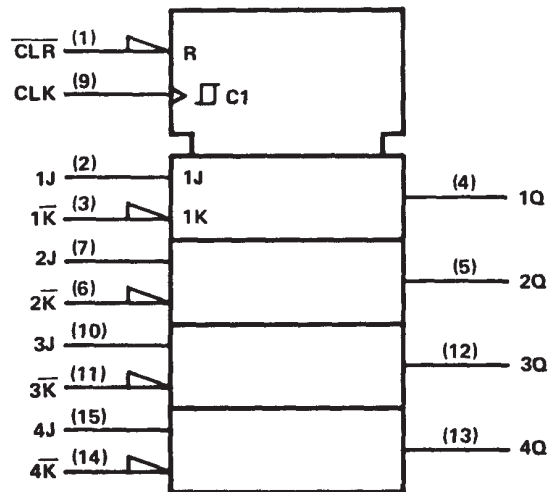 C̅L̅R̅ (1) R
CLK (9) C1
1J (2) 1J (4) 1Q
1K̅ (3) 1K
2J (7) (5) 2Q
2K̅ (6)
3J (10) (12) 3Q
3K̅ (11)
4J (15) (13) 4Q
4K̅ (14)